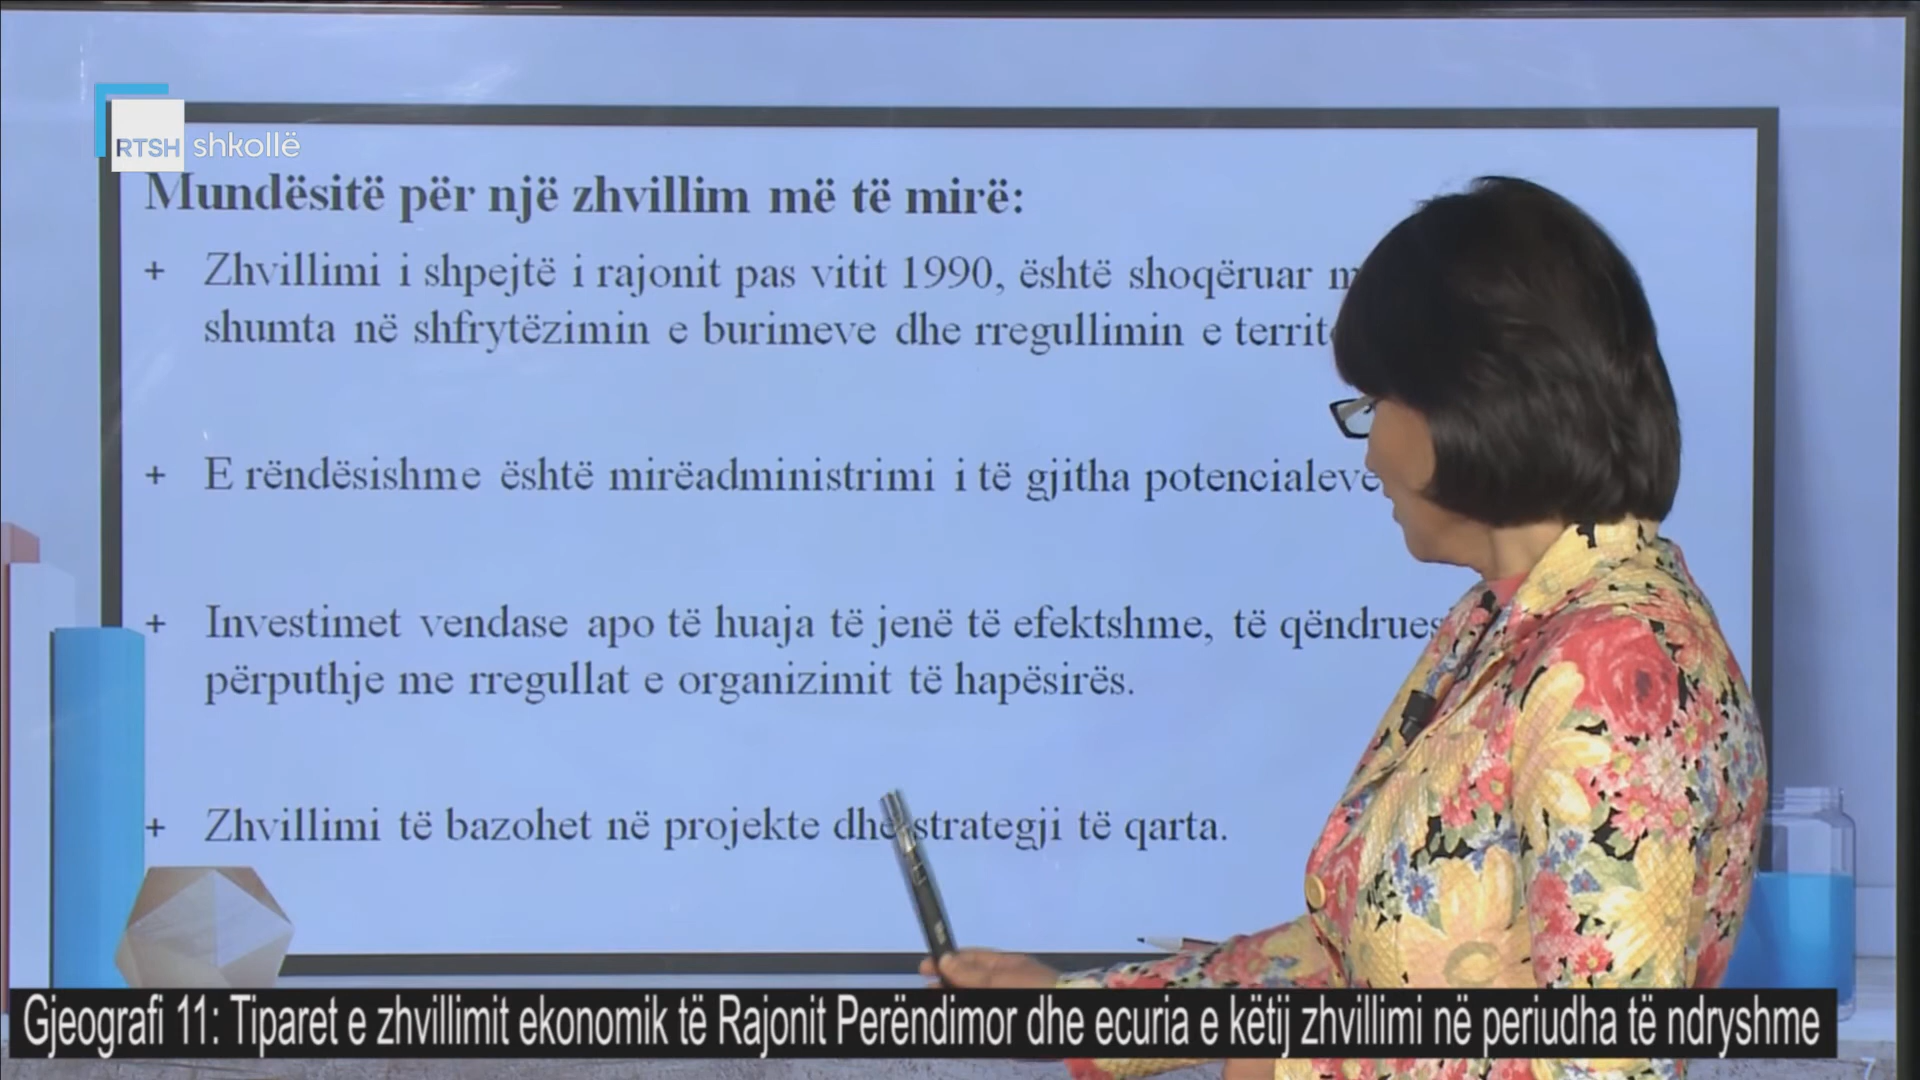 RTSH shkollë
Mundësitë për një zhvillim më të mirë:
+ Zhvillimi i shpejtë i rajonit pas vitit 1990, është shoqëruar
shumta në shfrytëzimin e burimeve dhe rregullimin e
+ E rëndësishme është mirëadministrimi i të gjitha potencialeve
+ Investimet vendase apo të huaja të jenë të efektshme, të
përputhje me rregullat e organizimit të hapësirës.
+ Zhvillimi të bazohet në projekte dhe strategji të qarta.
Gjeografi 11: Tiparet e zhvillimit ekonomik të Rajonit Perëndimor dhe ecuria e këtij zhvillimi në periudha të ndryshme